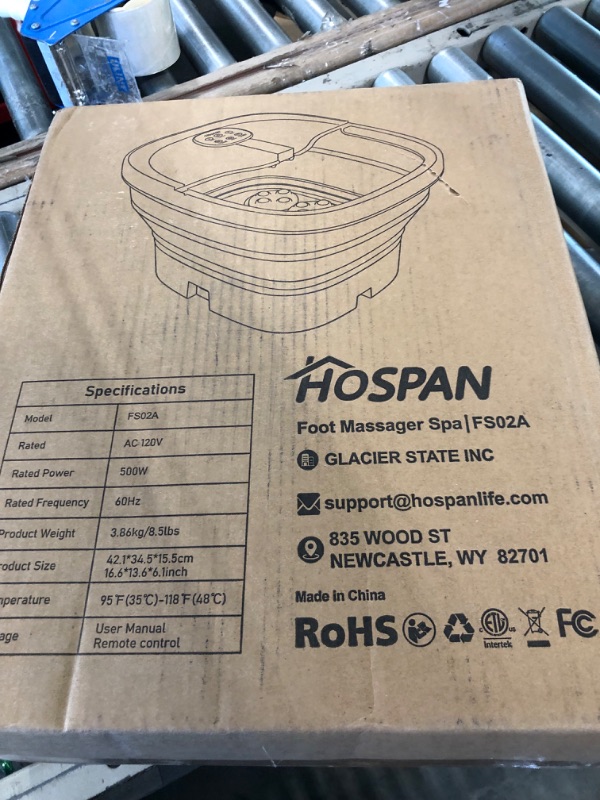 Specifications
Model FS02A
Rated AC 120V
Rated Power 500W
Rated Frequency 60Hz
Product Weight 3.86kg/8.5lbs
roduct Size 42.1*34.5*15.5cm
16.6*13.6*6.1inch
mperature 95℉(35℃)-118℉(48℃)
age User Manual
Remote control
HOSPAN
Foot Massager Spa|FS02A
GLACIER STATE INC
support@hospanlife.com
835 WOOD ST
NEWCASTLE, WY 82701
Made in China
RoHS c ETL us FC
Intertek